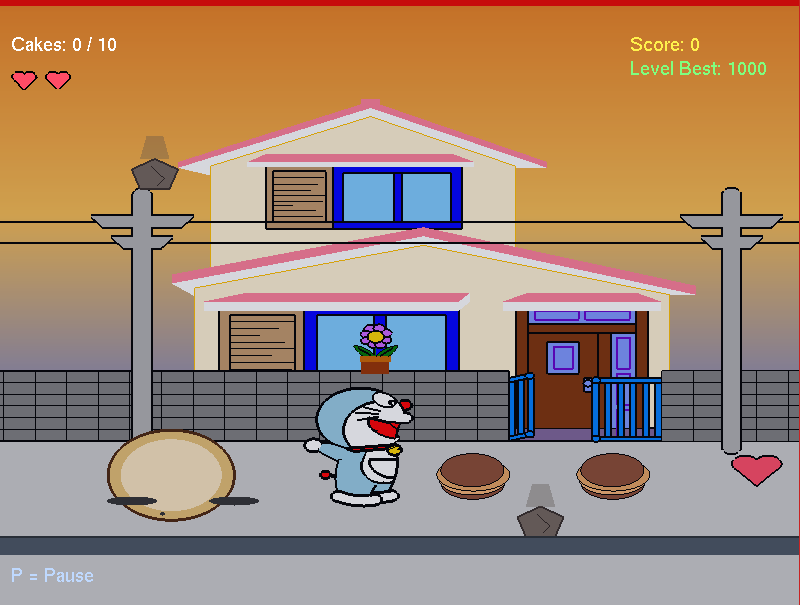 Cakes: 0 / 10
Score: 0
Level Best: 1000
P = Pause